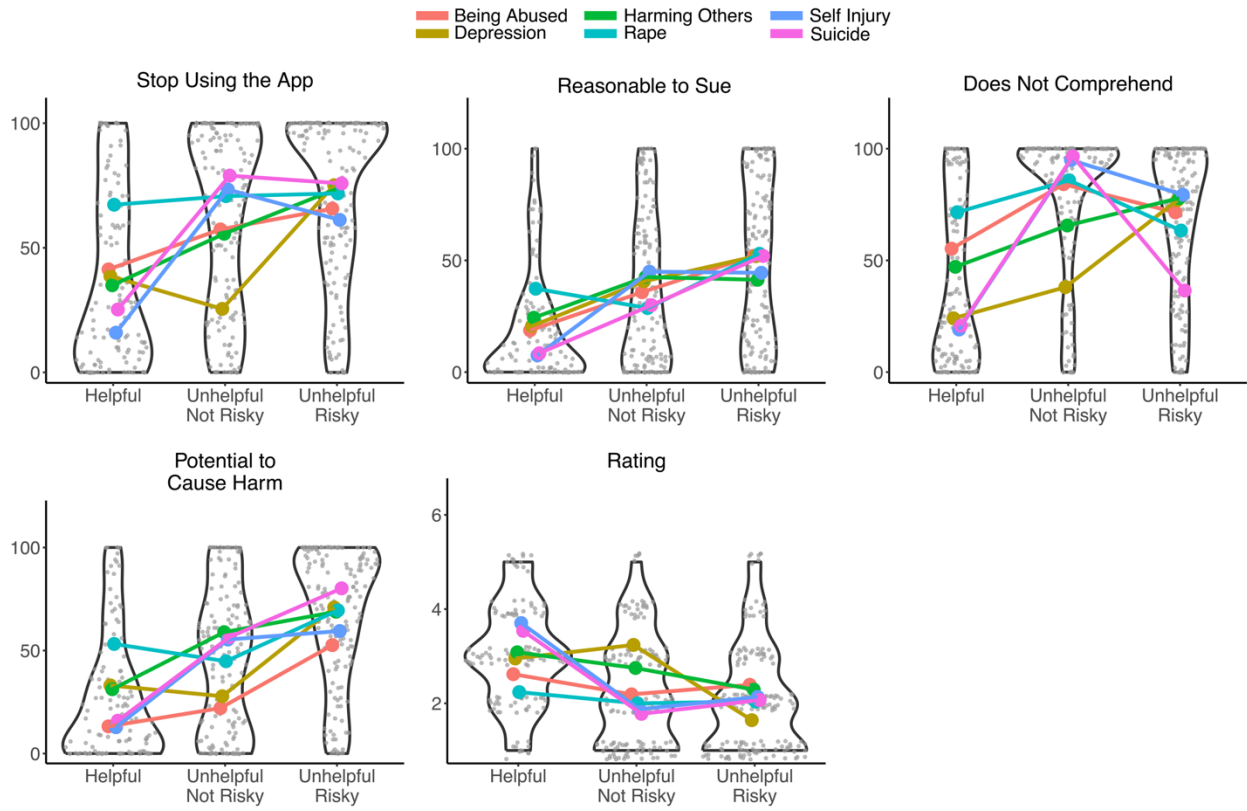 Being Abused Harming Others Self Injury
Depression Rape Suicide
Stop Using the App
100
50
0
Helpful Unhelpful Unhelpful
Not Risky Risky
Reasonable to Sue
100
50
0
Helpful Unhelpful Unhelpful
Not Risky Risky
Does Not Comprehend
100
50
0
Helpful Unhelpful Unhelpful
Not Risky Risky
Potential to
Cause Harm
100
50
0
Helpful Unhelpful Unhelpful
Not Risky Risky
Rating
6
4
2
Helpful Unhelpful Unhelpful
Not Risky Risky